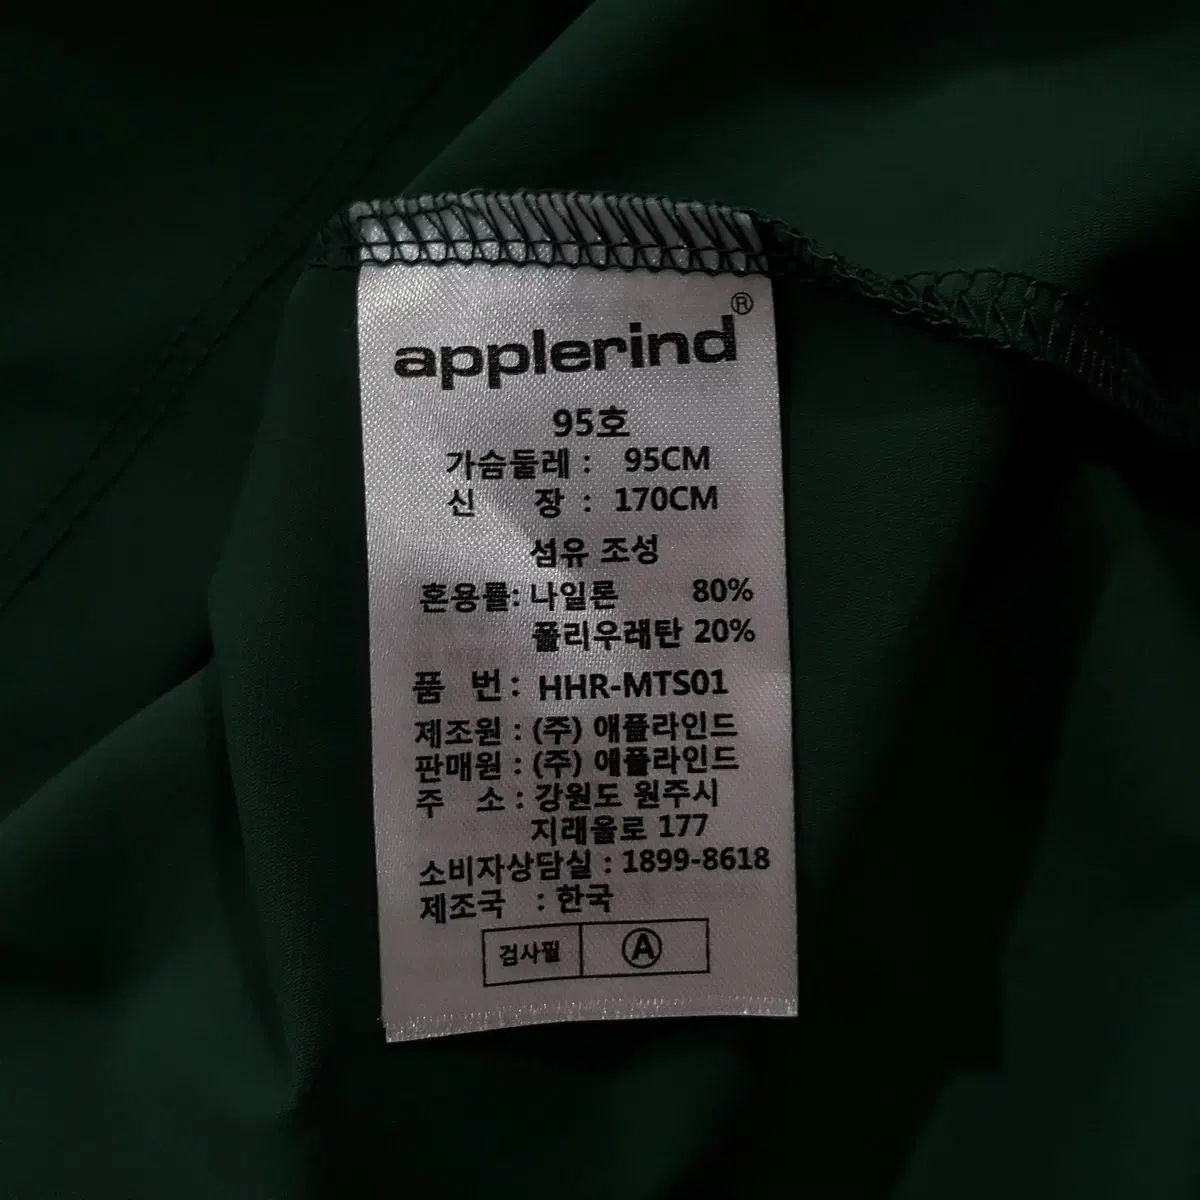 applerind®
95호
가슴둘레 : 95CM
신 장 : 170CM
섬유 조성
혼용률: 나일론 80%
폴리우레탄 20%
품 번 : HHR-MTS01
제조원 : (주) 애플라인드
판매원 : (주) 애플라인드
주 소 : 강원도 원주시
지래올로 177
소비자상담실 : 1899-8618
제조국 : 한국
검사필 Ⓐ